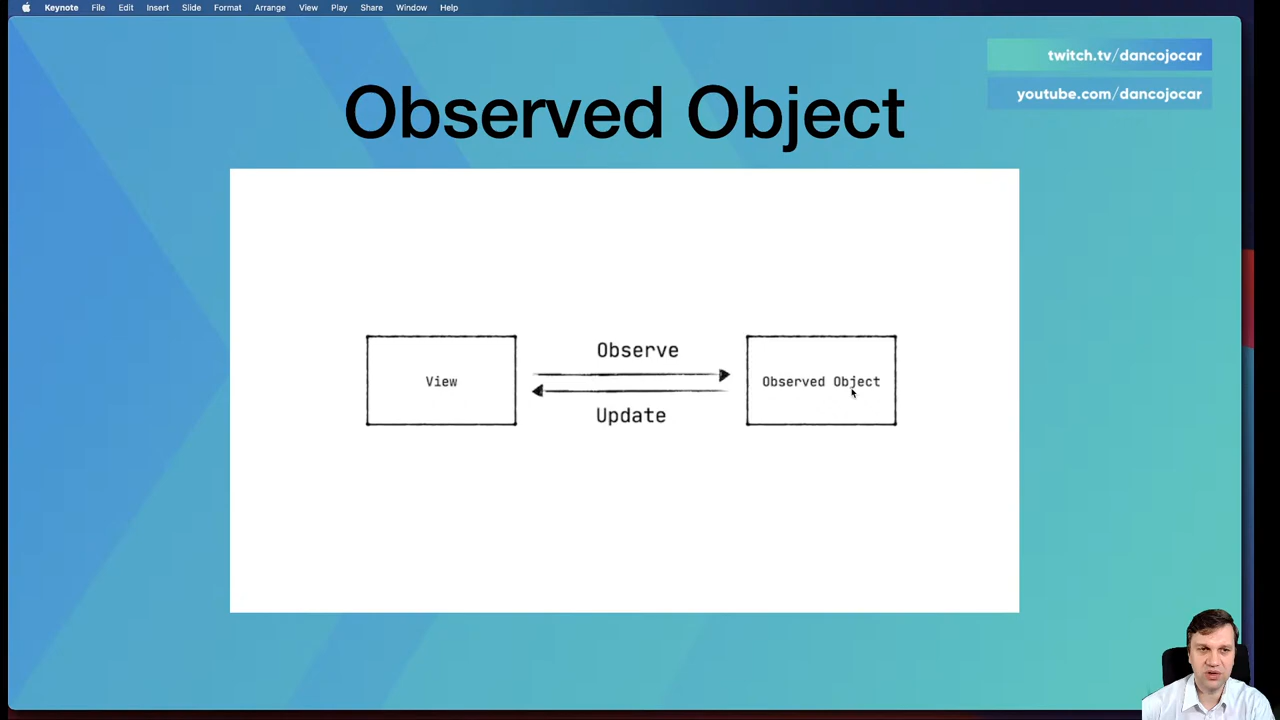 Keynote File Edit Insert Slide Format Arrange View Play Share Window Help
twitch.tv/dancojocar
youtube.com/dancojocar
Observed Object
Observe
View
Observed Object
Update